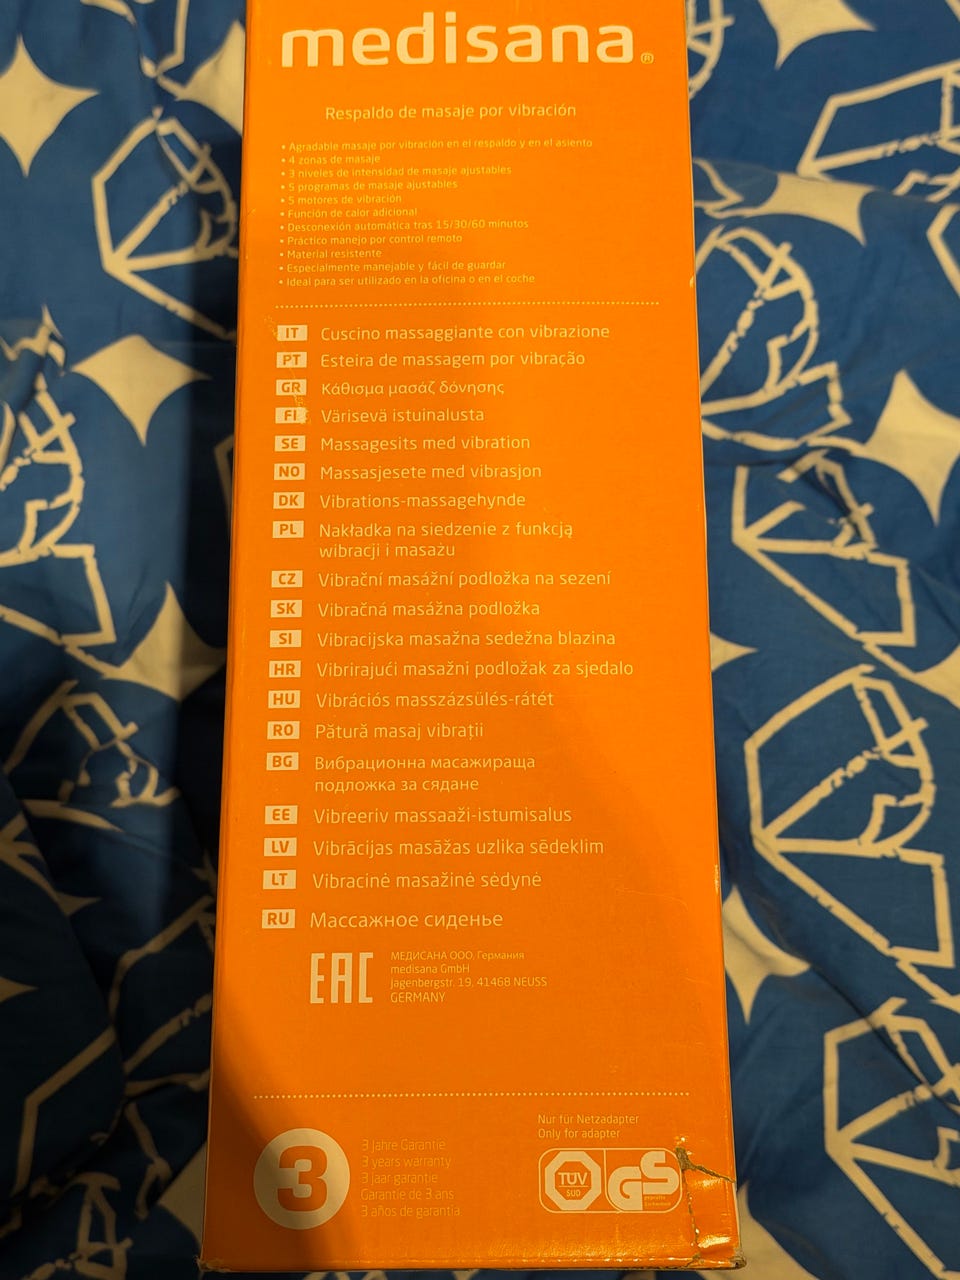 medisana®
Respaldo de masaje por vibración
• Agradable masaje por vibración en el respaldo y en el asiento
• 4 zonas de masaje
• 3 niveles de intensidad de masaje ajustables
• 5 programas de masaje ajustables
• 5 motores de vibración
• Función de calor adicional
• Desconexión automática tras 15/30/60 minutos
• Práctico manejo por control remoto
• Material resistente
• Especialmente manejable y fácil de guardar
• Ideal para ser utilizado en la oficina o en el coche
IT Cuscino massaggiante con vibrazione
PT Esteira de massagem por vibração
GR Κάθισμα μασάζ δόνησης
FI Värisevä istuinalusta
SE Massagesits med vibration
NO Massasjesete med vibrasjon
DK Vibrations-massagehynde
PL Nakładka na siedzenie z funkcją
wibracji i masażu
CZ Vibrační masážní podložka na sezení
SK Vibračná masážna podložka
SI Vibracijska masažna sedežna blazina
HR Vibrirajući masažni podložak za sjedalo
HU Vibrációs masszázsülés-rátét
RO Pătură masaj vibrații
BG Вибрационна масажираща
подложка за сядане
EE Vibreeriv massaaži-istumisalus
LV Vibrācijas masāžas uzlika sēdeklim
LT Vibracinė masažinė sėdynė
RU Массажное сиденье
EAC
МЕДИСАНА ООО, Германия
medisana GmbH
Jagenbergstr. 19, 41468 NEUSS
GERMANY
3
3 Jahre Garantie
3 years warranty
3 jaar garantie
Garantie de 3 ans
3 años de garantía
Nur für Netzadapter
Only for adapter
TÜV
SÜD
GS
geprüfte
Sicherheit